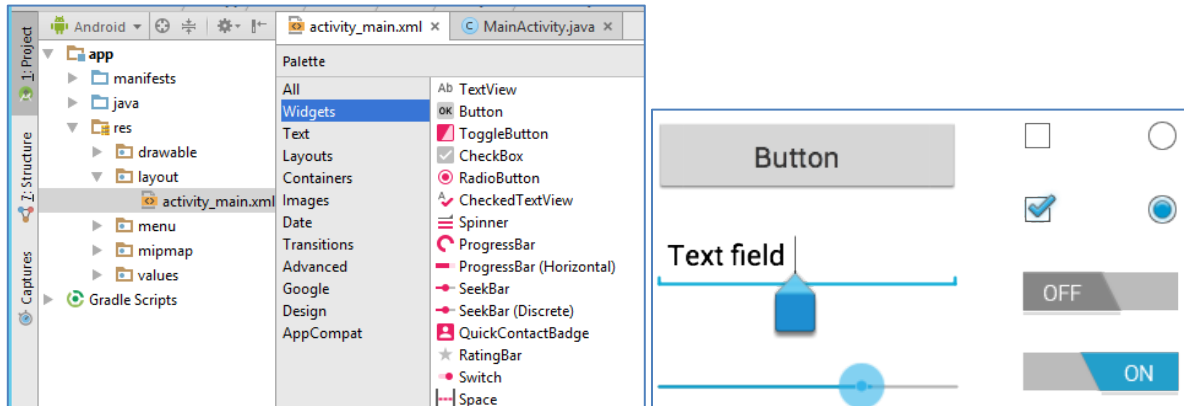 1: Project
Z: Structure
Captures
Android
app
manifests
java
res
drawable
layout
activity_main.xml
menu
mipmap
values
Gradle Scripts
activity_main.xml
MainActivity.java
Palette
All
Widgets
Text
Layouts
Containers
Images
Date
Transitions
Advanced
Google
Design
AppCompat
Ab TextView
OK Button
ToggleButton
CheckBox
RadioButton
CheckedTextView
Spinner
ProgressBar
ProgressBar (Horizontal)
SeekBar
SeekBar (Discrete)
QuickContactBadge
RatingBar
Switch
Space
Button
Text field
OFF
ON